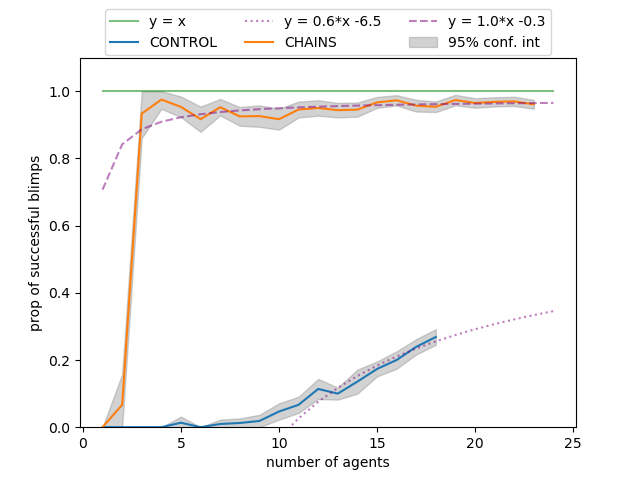 y = x
y = 0.6*x -6.5
y = 1.0*x -0.3
CONTROL
CHAINS
95% conf. int
1.0
0.8
0.6
0.4
0.2
0.0
prop of successful blimps
0 5 10 15 20 25
number of agents